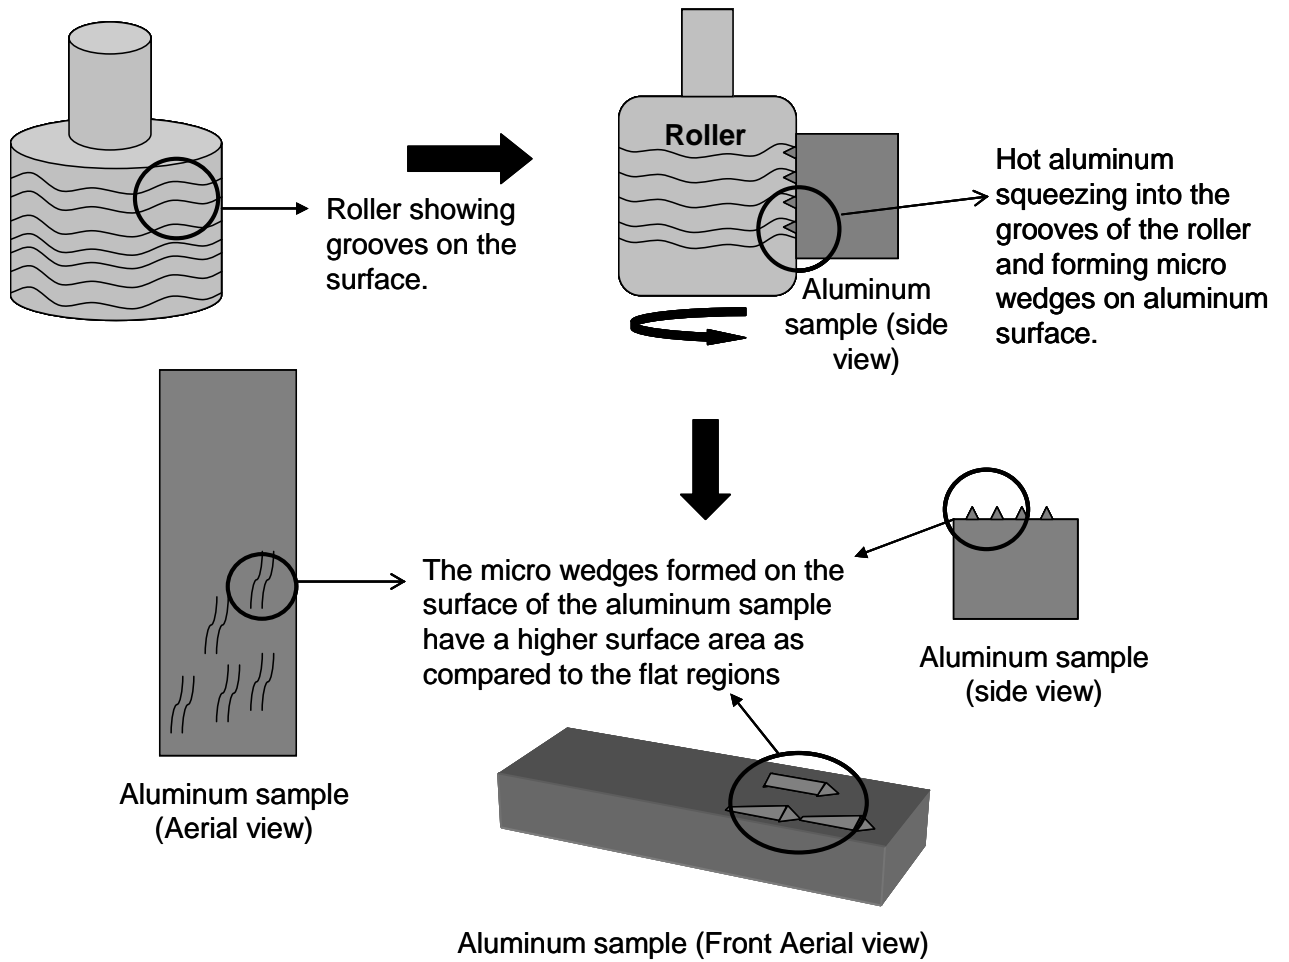 Roller
Roller showing
grooves on the
surface.
Hot aluminum
squeezing into the
grooves of the roller
and forming micro
wedges on aluminum
surface.
Aluminum
sample (side
view)
The micro wedges formed on the
surface of the aluminum sample
have a higher surface area as
compared to the flat regions
Aluminum sample
(side view)
Aluminum sample
(Aerial view)
Aluminum sample (Front Aerial view)